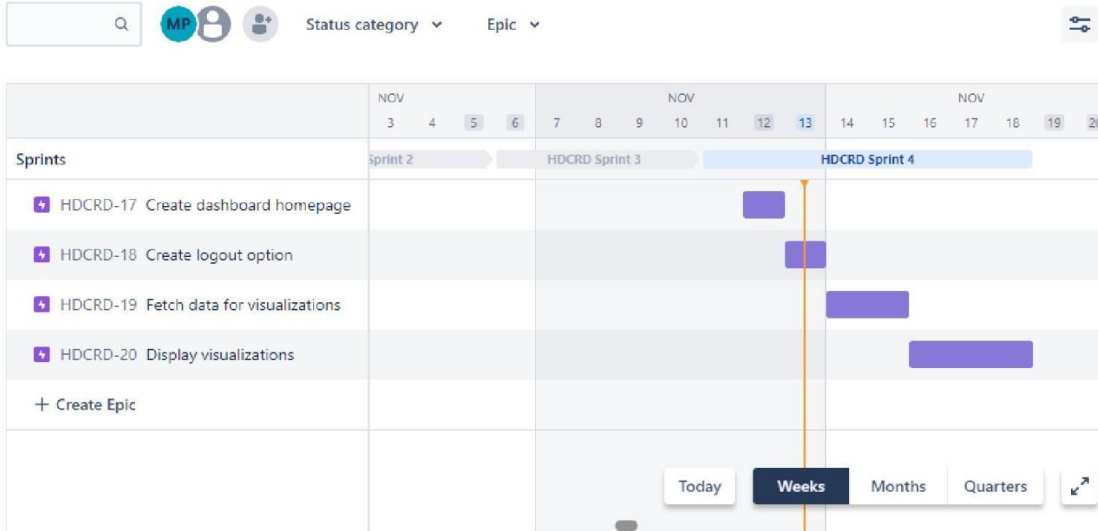 MP Status category Epic
NOV NOV NOV
3 4 5 6 7 8 9 10 11 12 13 14 15 16 17 18 19 20
Sprints Sprint 2 HDCRD Sprint 3 HDCRD Sprint 4
HDCRD-17 Create dashboard homepage
HDCRD-18 Create logout option
HDCRD-19 Fetch data for visualizations
HDCRD-20 Display visualizations
+ Create Epic
Today Weeks Months Quarters